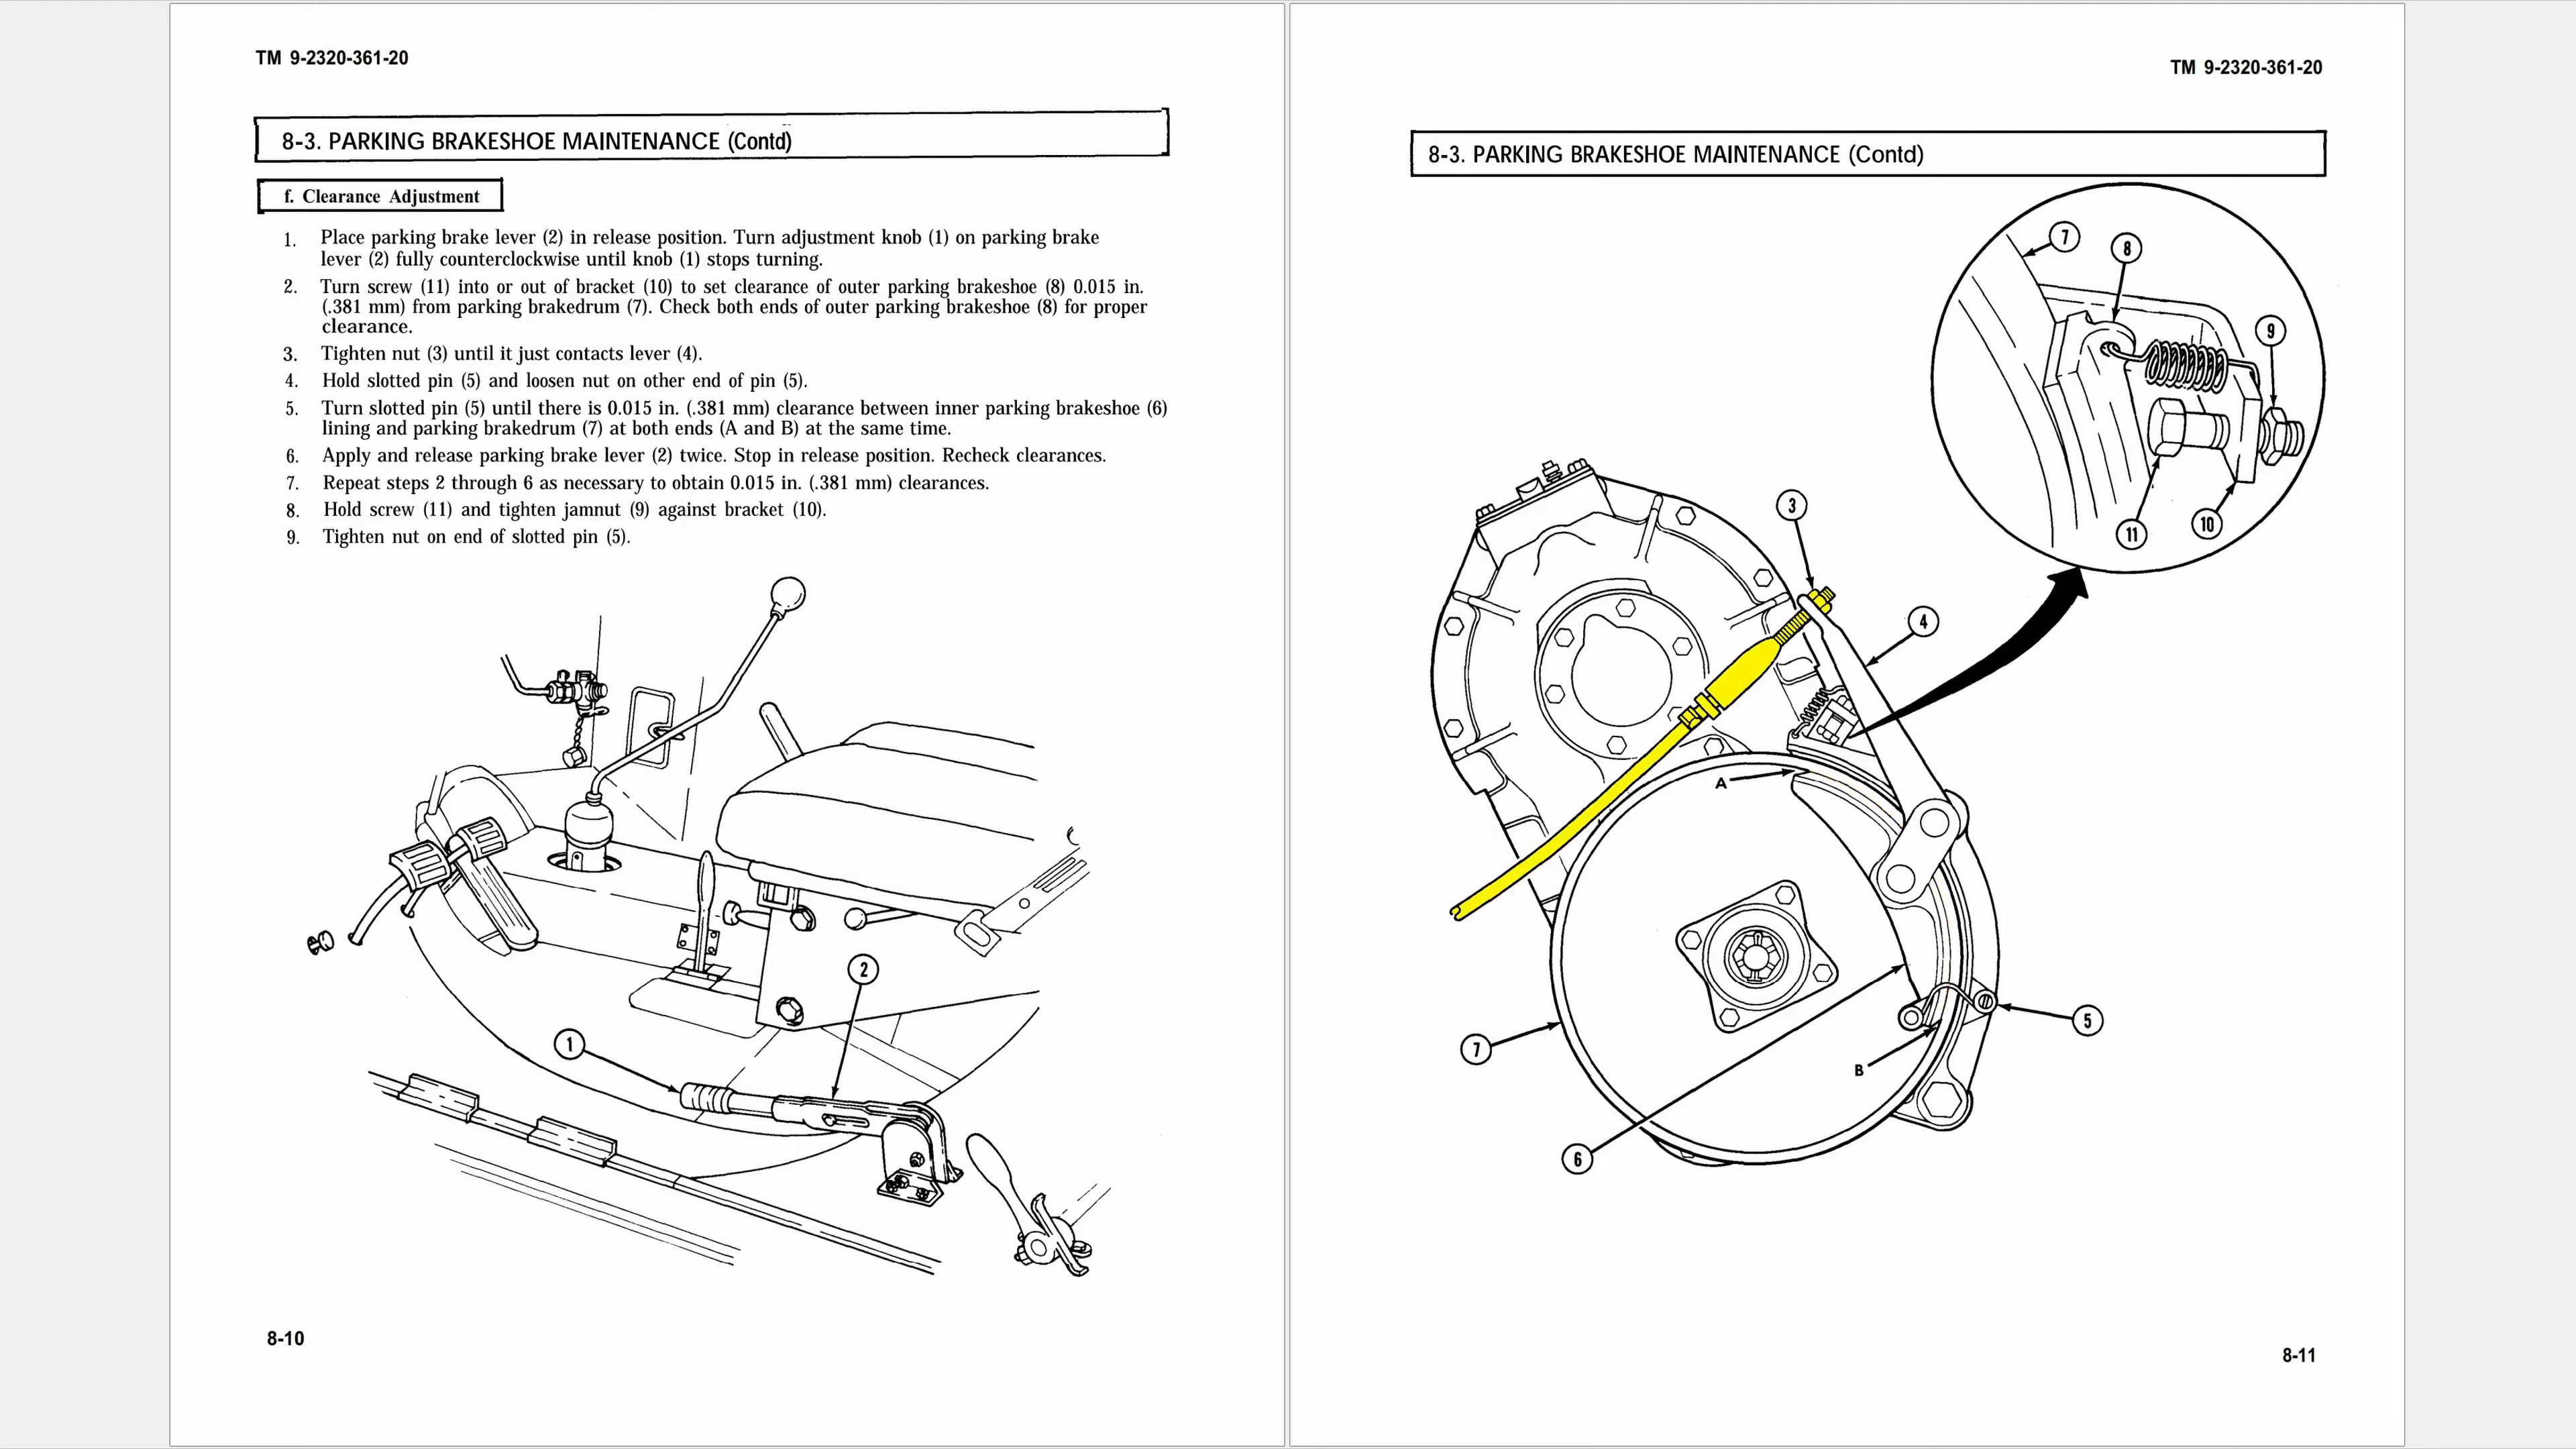 TM 9-2320-361-20
8-3. PARKING BRAKESHOE MAINTENANCE (Contd)
f. Clearance Adjustment
1. Place parking brake lever (2) in release position. Turn adjustment knob (1) on parking brake
lever (2) fully counterclockwise until knob (1) stops turning.
2. Turn screw (11) into or out of bracket (10) to set clearance of outer parking brakeshoe (8) 0.015 in.
(.381 mm) from parking brakedrum (7). Check both ends of outer parking brakeshoe (8) for proper
clearance.
3. Tighten nut (3) until it just contacts lever (4).
4. Hold slotted pin (5) and loosen nut on other end of pin (5).
5. Turn slotted pin (5) until there is 0.015 in. (.381 mm) clearance between inner parking brakeshoe (6)
lining and parking brakedrum (7) at both ends (A and B) at the same time.
6. Apply and release parking brake lever (2) twice. Stop in release position. Recheck clearances.
7. Repeat steps 2 through 6 as necessary to obtain 0.015 in. (.381 mm) clearances.
8. Hold screw (11) and tighten jamnut (9) against bracket (10).
9. Tighten nut on end of slotted pin (5).
2
1
8-10
TM 9-2320-361-20
8-3. PARKING BRAKESHOE MAINTENANCE (Contd)
7
8
9
10
11
3
4
A
5
7
B
6
8-11